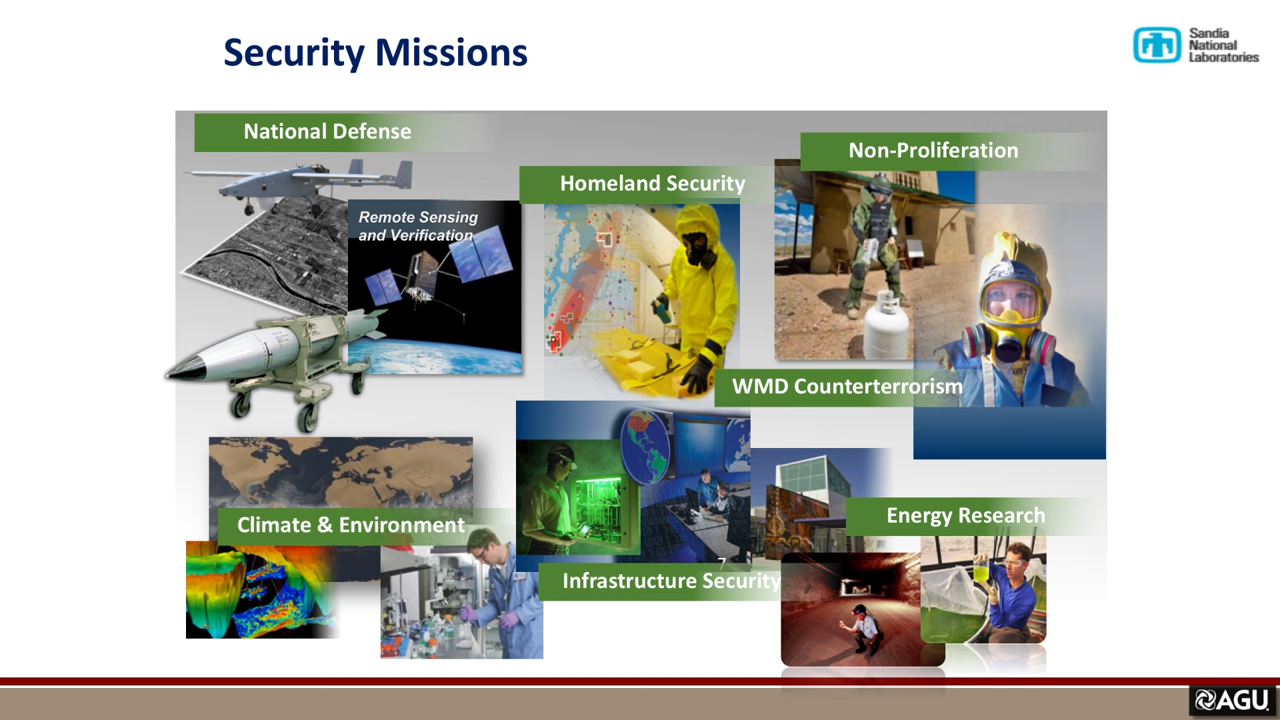 Security Missions
Sandia
National
Laboratories
National Defense
Non-Proliferation
Homeland Security
Remote Sensing
and Verification
WMD Counterterrorism
Climate & Environment
Energy Research
7
Infrastructure Security
AGU